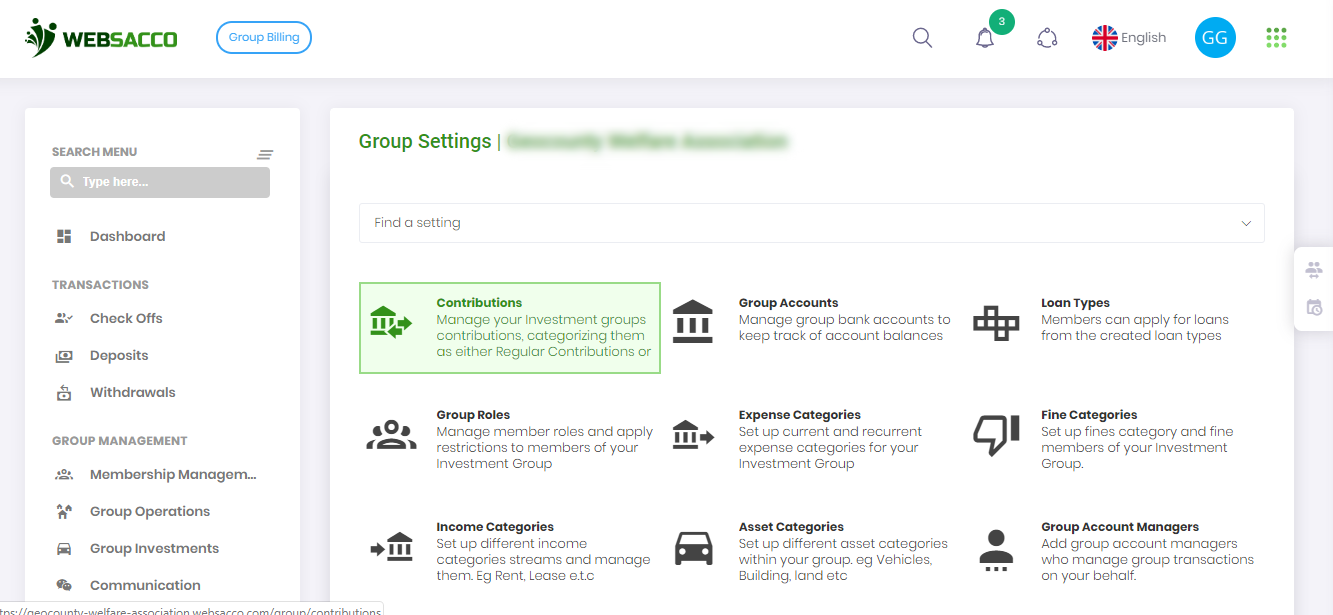 WEBSACCO
Group Billing
3
English
GG
SEARCH MENU
Type here...
Dashboard
TRANSACTIONS
Check Offs
Deposits
Withdrawals
GROUP MANAGEMENT
Membership Managem...
Group Operations
Group Investments
Communication
Group Settings |
Find a setting
Contributions
Manage your Investment groups
contributions, categorizing them
as either Regular Contributions or
Group Accounts
Manage group bank accounts to
keep track of account balances
Loan Types
Members can apply for loans
from the created loan types
Group Roles
Manage member roles and apply
restrictions to members of your
Investment Group
Expense Categories
Set up current and recurrent
expense categories for your
Investment Group
Fine Categories
Set up fines category and fine
members of your Investment
Group.
Income Categories
Set up different income
categories streams and manage
them. Eg Rent, Lease e.t.c
Asset Categories
Set up different asset categories
within your group. eg Vehicles,
Building, land etc
Group Account Managers
Add group account managers
who manage group transactions
on your behalf.
tps://geocounty-welfare-association.websacco.com/group/contributions